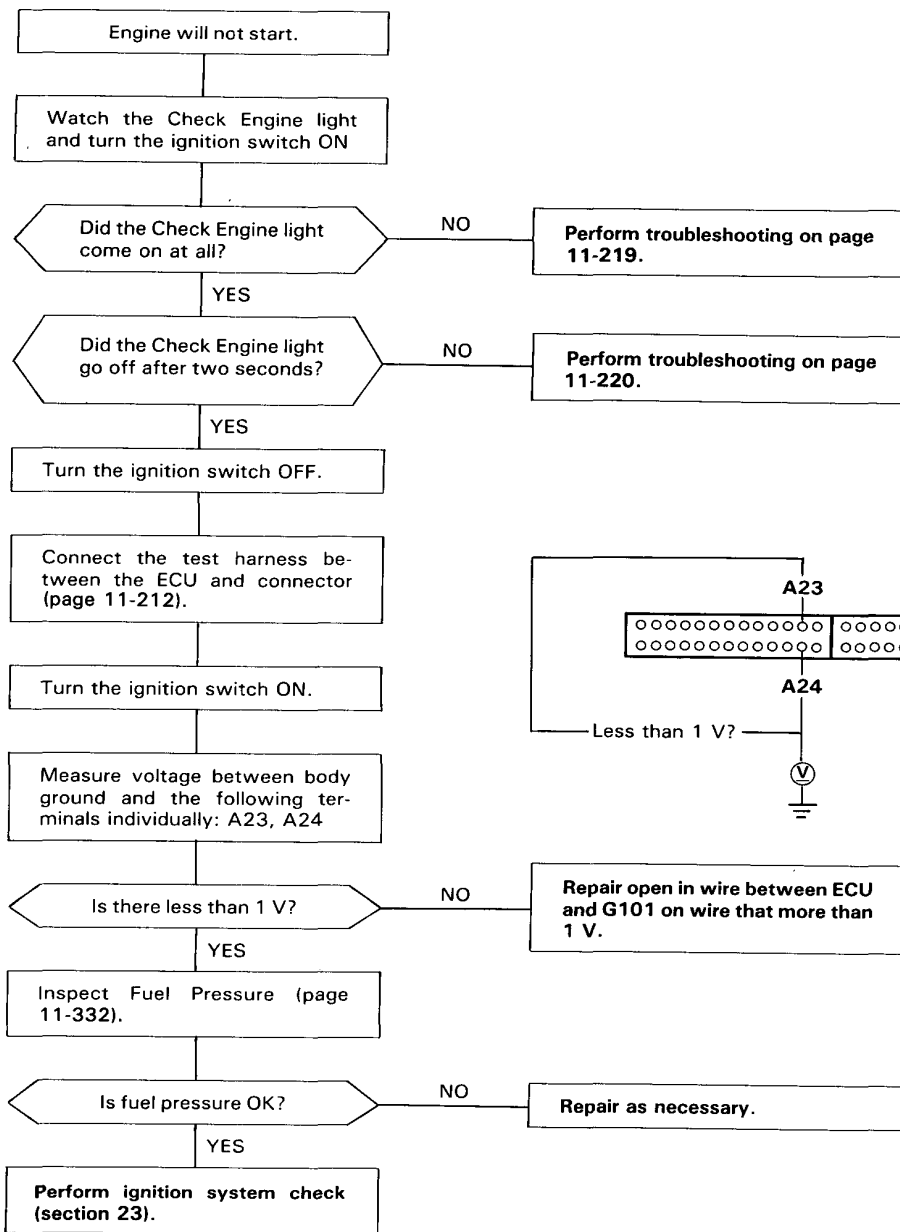 Engine will not start.
Watch the Check Engine light
and turn the ignition switch ON
Did the Check Engine light
come on at all?
NO
Perform troubleshooting on page
11-219.
YES
Did the Check Engine light
go off after two seconds?
NO
Perform troubleshooting on page
11-220.
YES
Turn the ignition switch OFF.
Connect the test harness be-
tween the ECU and connector
(page 11-212).
A23
A24
Less than 1 V?
V
Turn the ignition switch ON.
Measure voltage between body
ground and the following ter-
minals individually: A23, A24
Is there less than 1 V?
NO
Repair open in wire between ECU
and G101 on wire that more than
1 V.
YES
Inspect Fuel Pressure (page
11-332).
Is fuel pressure OK?
NO
Repair as necessary.
YES
Perform ignition system check
(section 23).